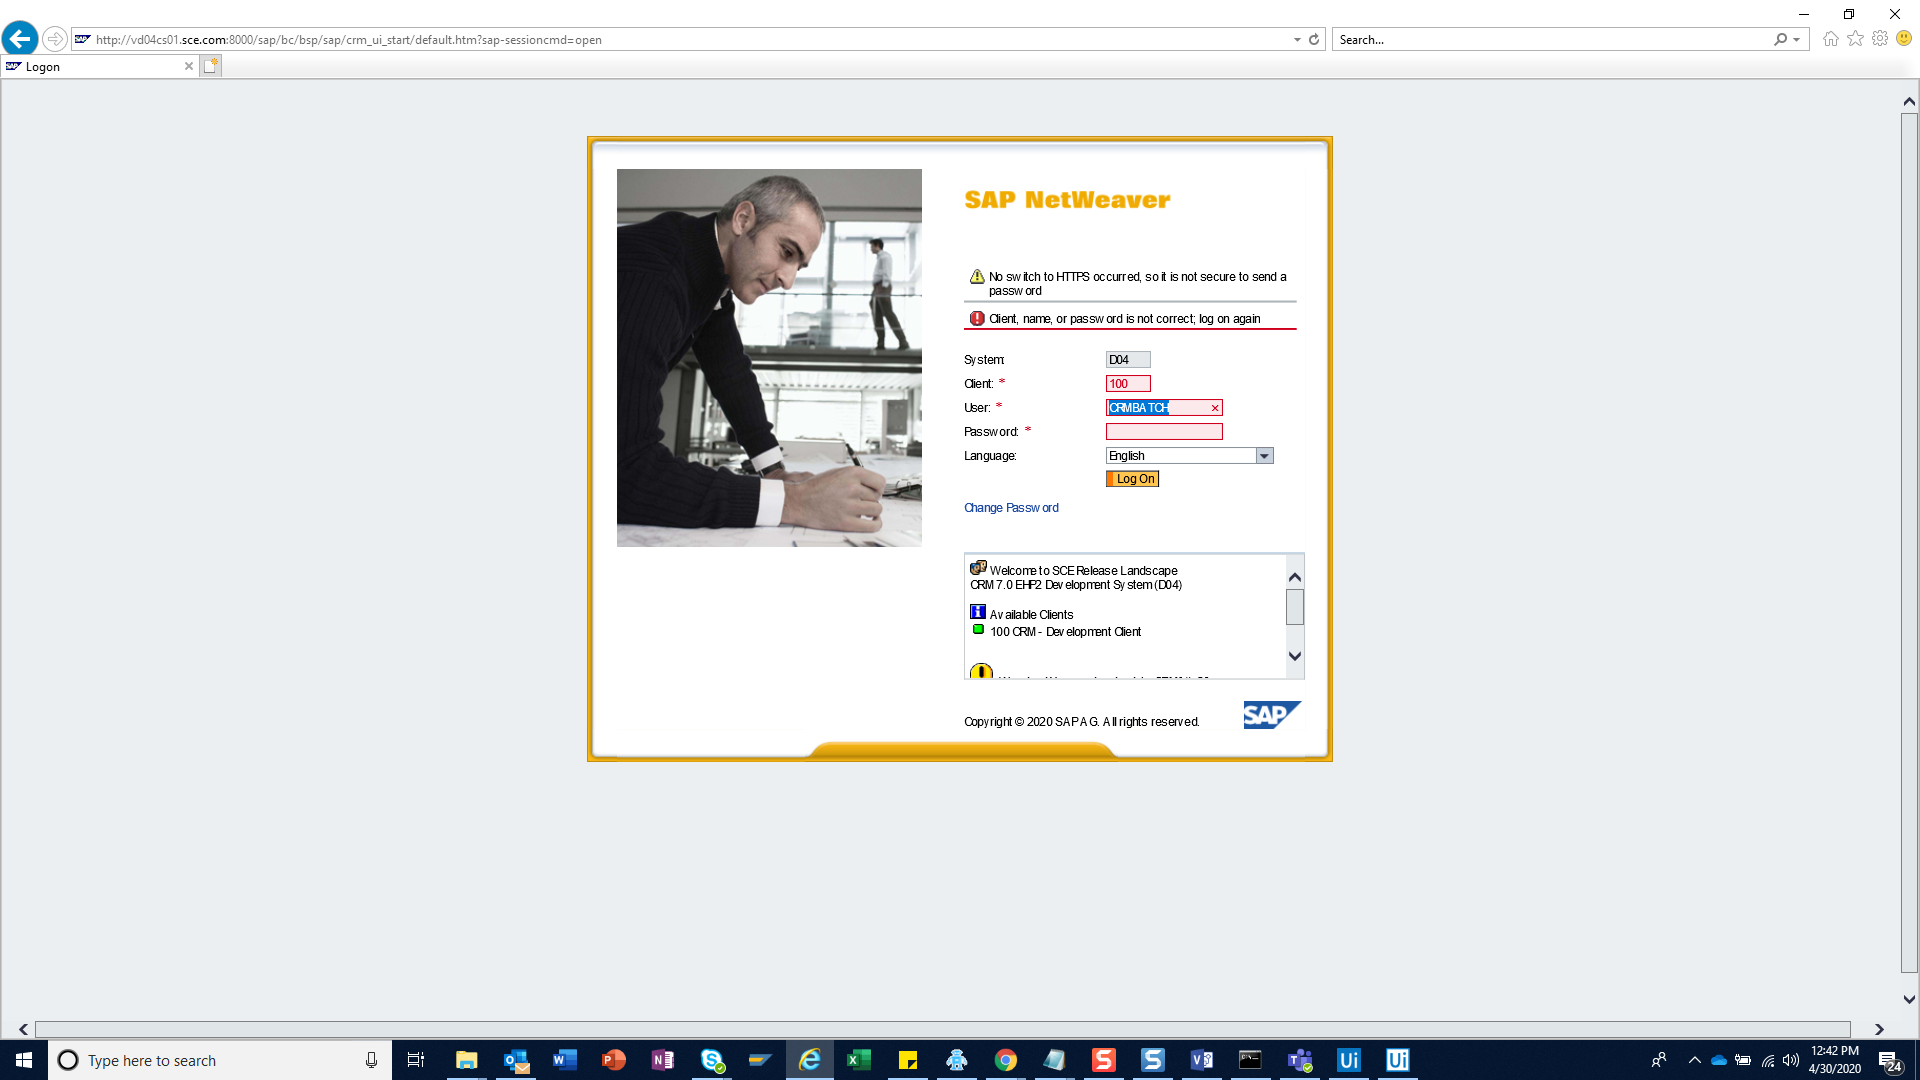 http://vd04cs01.sce.com:8000/sap/bc/bsp/sap/crm_ui_start/default.htm?sap-sessioncmd=open
Search...
SAP Logon
SAP NetWeaver
No switch to HTTPS occurred, so it is not secure to send a
password
Client, name, or password is not correct; log on again
System: D04
Client: * 100
User: * CRMBATCH
Password: *
Language: English
Log On
Change Password
Welcome to SCE Release Landscape
CRM 7.0 EHP2 Development System (D04)
Available Clients
100 CRM - Development Client
Copyright © 2020 SAP AG. All rights reserved.
SAP
Type here to search
12:42 PM
4/30/2020
24